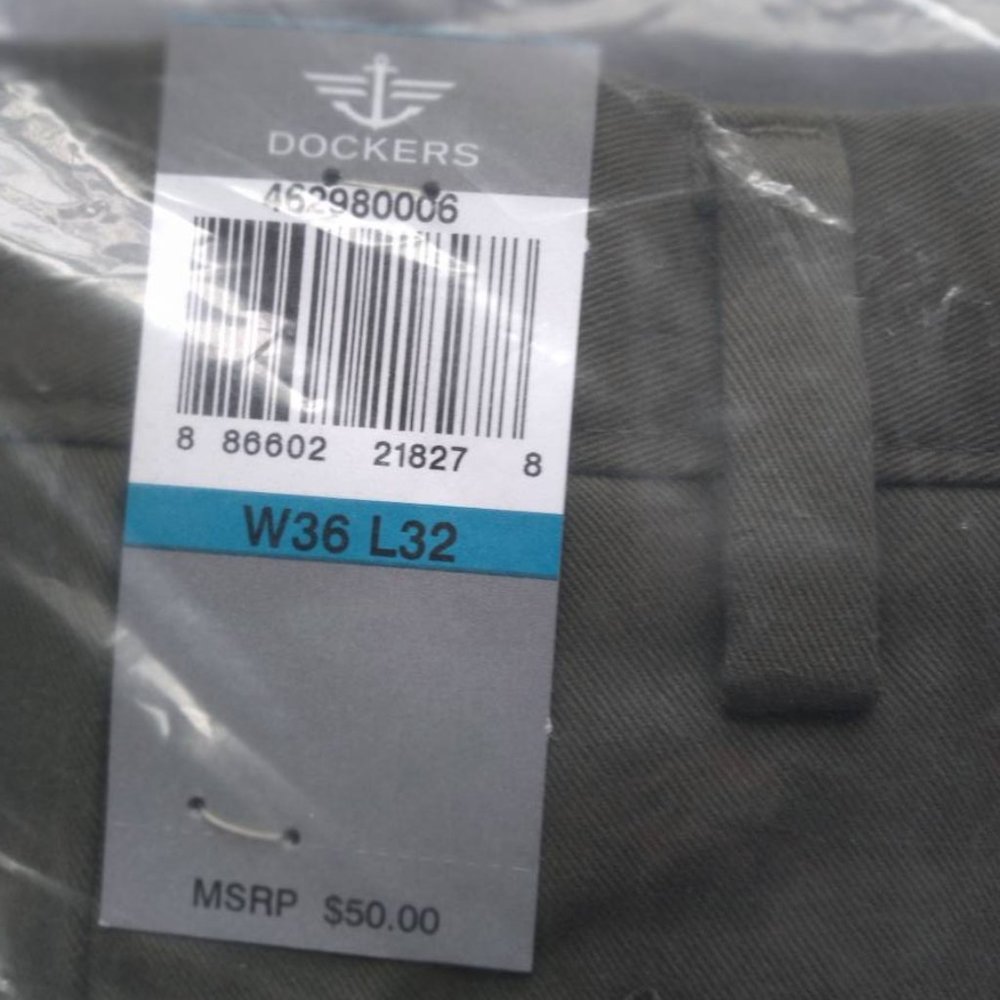 DOCKERS
462980006
8 86602 21827 8
W36 L32
MSRP $50.00